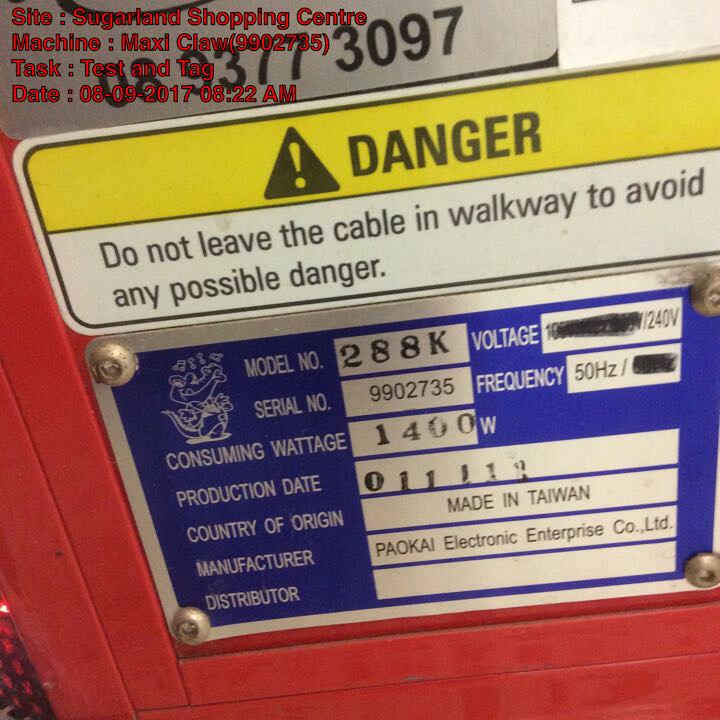 Site : Sugarland Shopping Centre
Machine : Maxi Claw(9902735)
Task : Test and Tag
Date : 08-09-2017 08:22 AM
3377 3097
DANGER
Do not leave the cable in walkway to avoid
any possible danger.
MODEL NO. 288K VOLTAGE /240V
SERIAL NO. 9902735 FREQUENCY 50Hz /
CONSUMING WATTAGE 1400 W
PRODUCTION DATE 011111
COUNTRY OF ORIGIN MADE IN TAIWAN
MANUFACTURER PAOKAI Electronic Enterprise Co.,Ltd.
DISTRIBUTOR